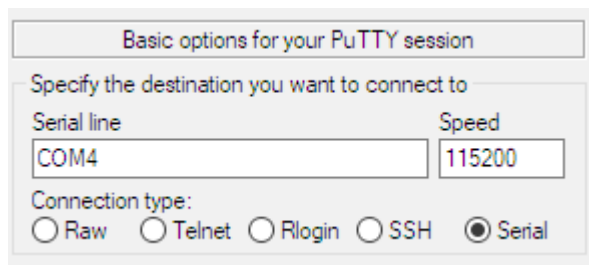 Basic options for your PuTTY session
Specify the destination you want to connect to
Serial line Speed
COM4 115200
Connection type:
Raw Telnet Rlogin SSH Serial